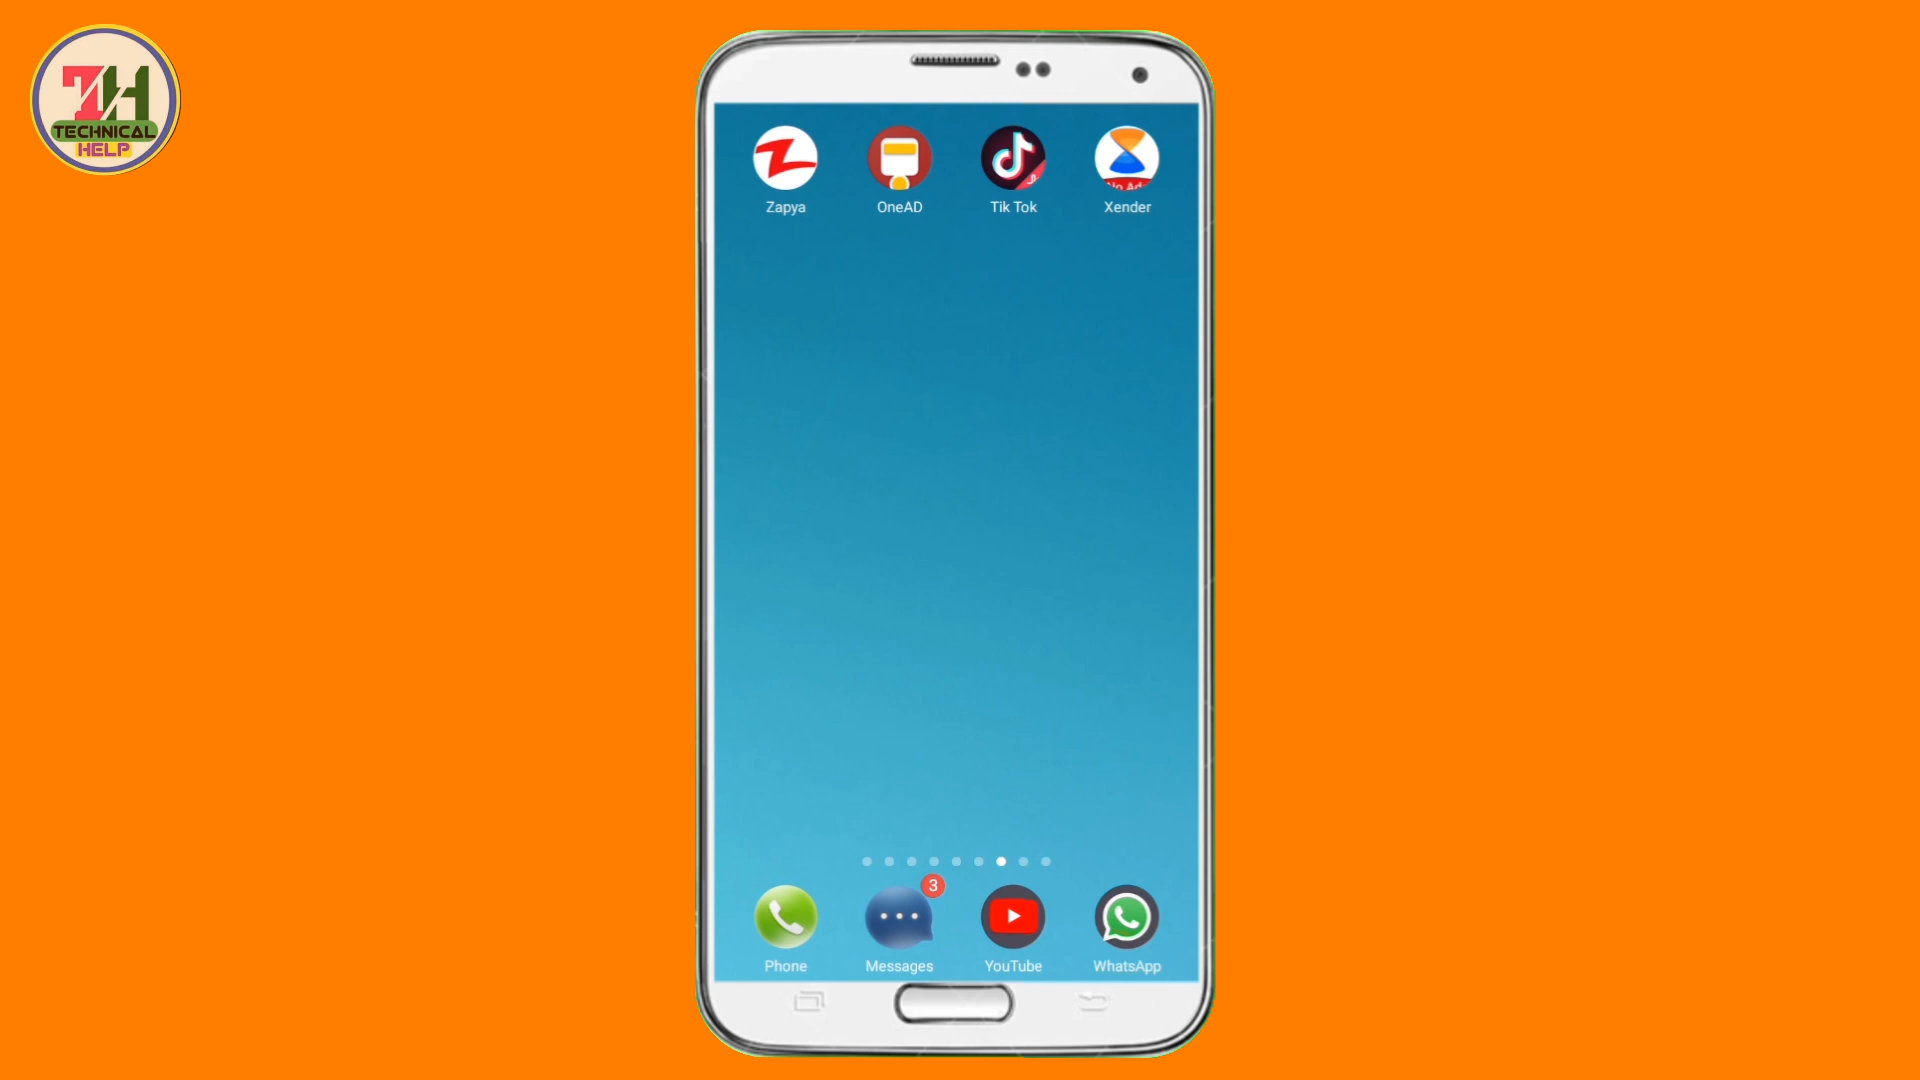 TH
TECHNICAL
HELP
Zapya
OneAD
Tik Tok
Xender
3
Phone
Messages
YouTube
WhatsApp